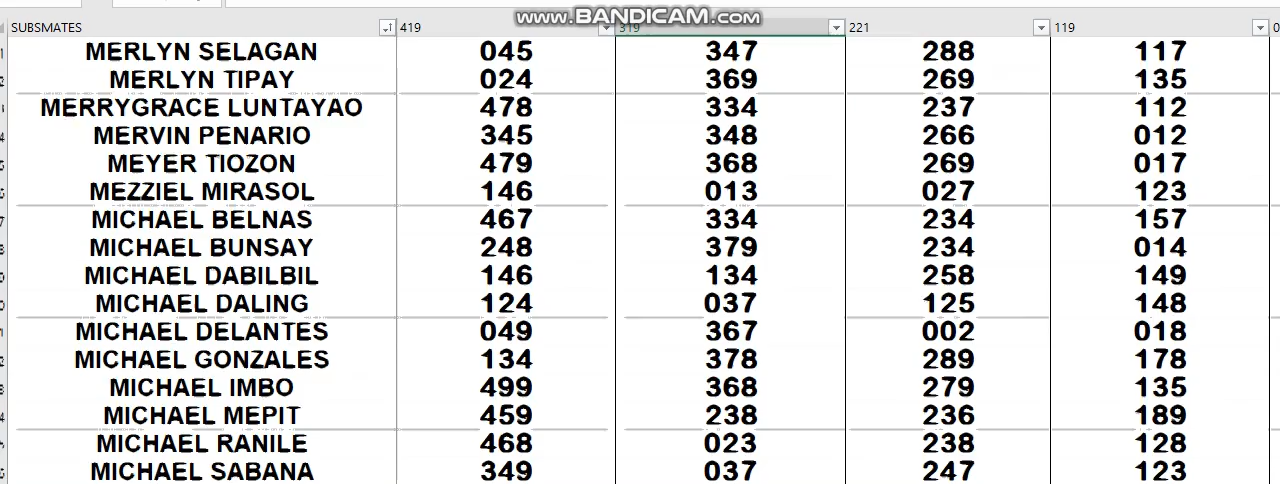 www.BANDICAM.com
SUBSMATES 419 319 221 119
MERLYN SELAGAN 045 347 288 117
MERLYN TIPAY 024 369 269 135
MERRYGRACE LUNTAYAO 478 334 237 112
MERVIN PENARIO 345 348 266 012
MEYER TIOZON 479 368 269 017
MEZZIEL MIRASOL 146 013 027 123
MICHAEL BELNAS 467 334 234 157
MICHAEL BUNSAY 248 379 234 014
MICHAEL DABILBIL 146 134 258 149
MICHAEL DALING 124 037 125 148
MICHAEL DELANTES 049 367 002 018
MICHAEL GONZALES 134 378 289 178
MICHAEL IMBO 499 368 279 135
MICHAEL MEPIT 459 238 236 189
MICHAEL RANILE 468 023 238 128
MICHAEL SABANA 349 037 247 123